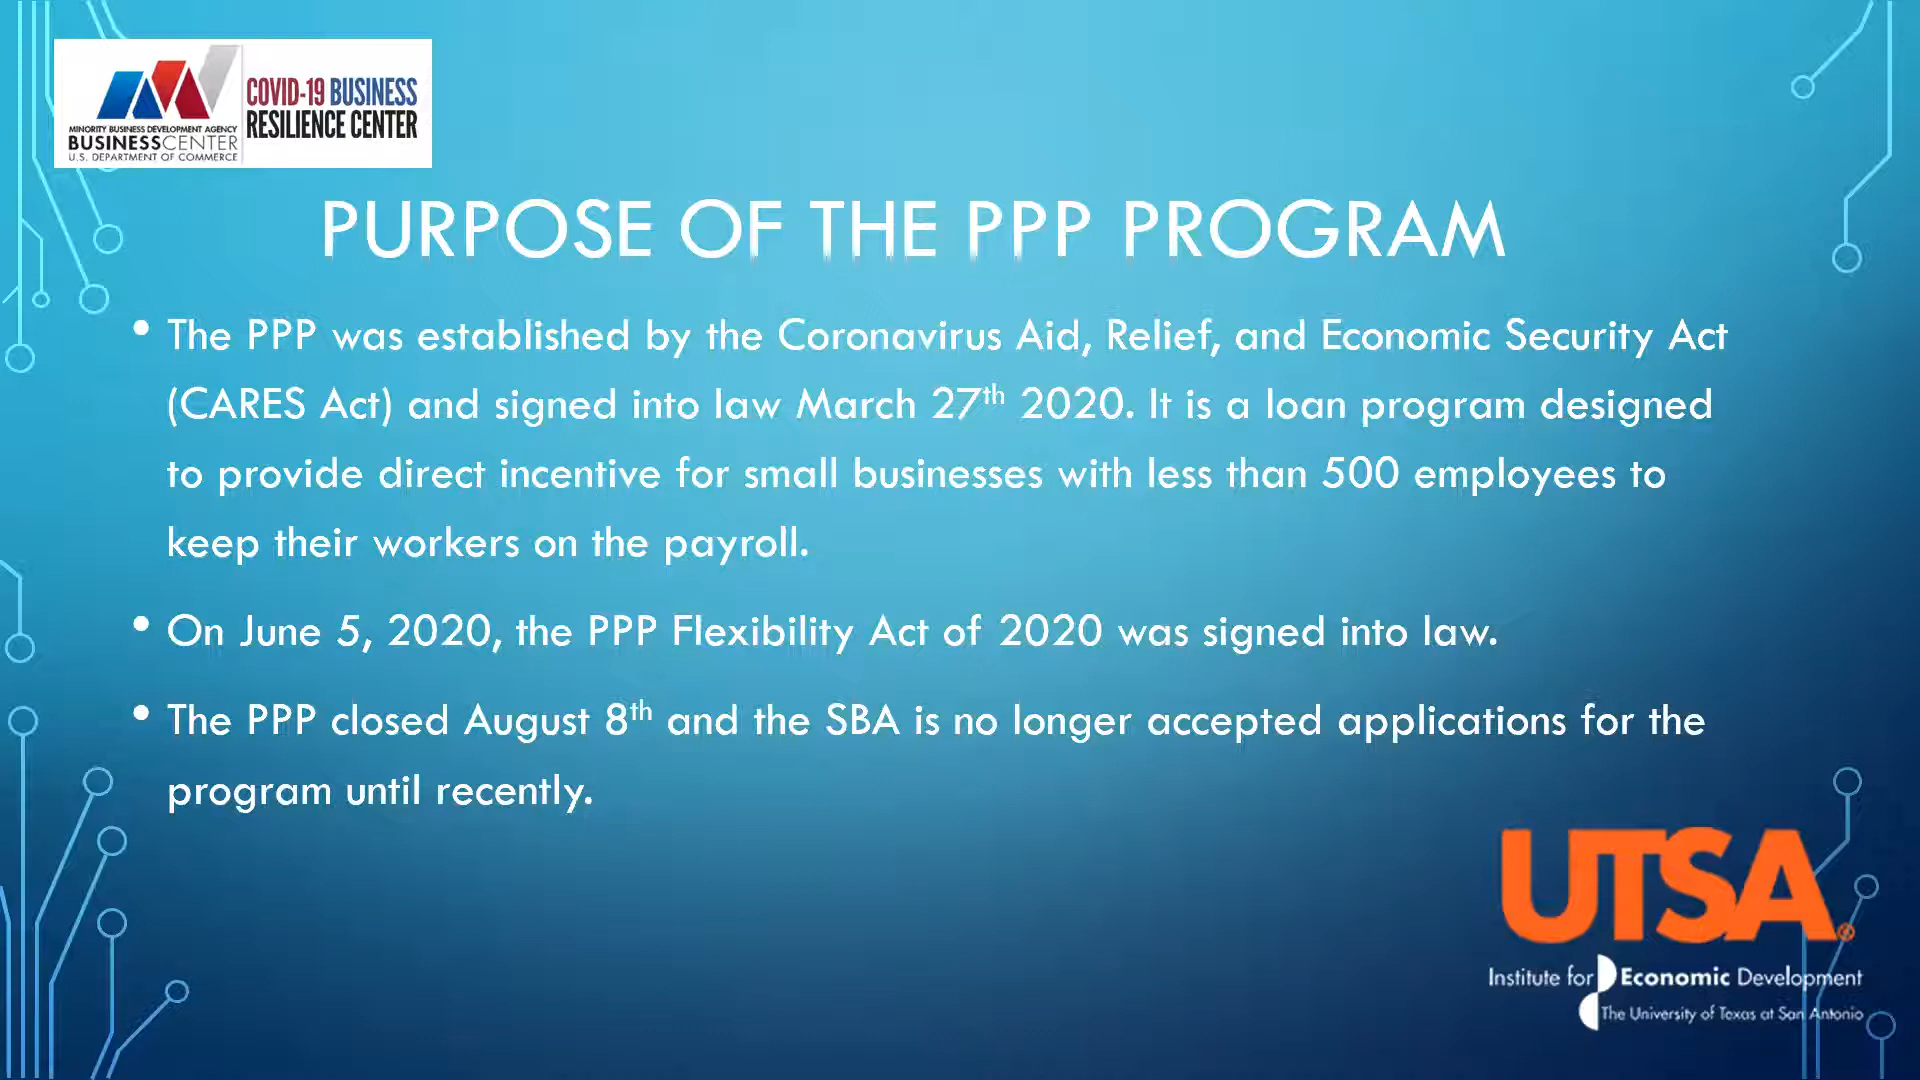 MINORITY BUSINESS DEVELOPMENT AGENCY
BUSINESSCENTER
U.S. DEPARTMENT OF COMMERCE
COVID-19 BUSINESS
RESILIENCE CENTER
PURPOSE OF THE PPP PROGRAM
• The PPP was established by the Coronavirus Aid, Relief, and Economic Security Act
(CARES Act) and signed into law March 27th 2020. It is a loan program designed
to provide direct incentive for small businesses with less than 500 employees to
keep their workers on the payroll.
• On June 5, 2020, the PPP Flexibility Act of 2020 was signed into law.
• The PPP closed August 8th and the SBA is no longer accepted applications for the
program until recently.
UTSA®
Institute for Economic Development
The University of Texas at San Antonio